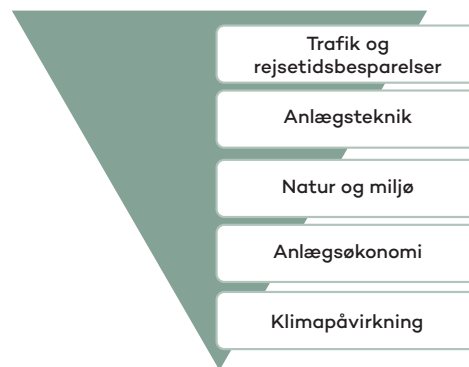 Trafik og
rejsetidsbesparelser
Anlægsteknik
Natur og miljø
Anlægsøkonomi
Klimapåvirkning